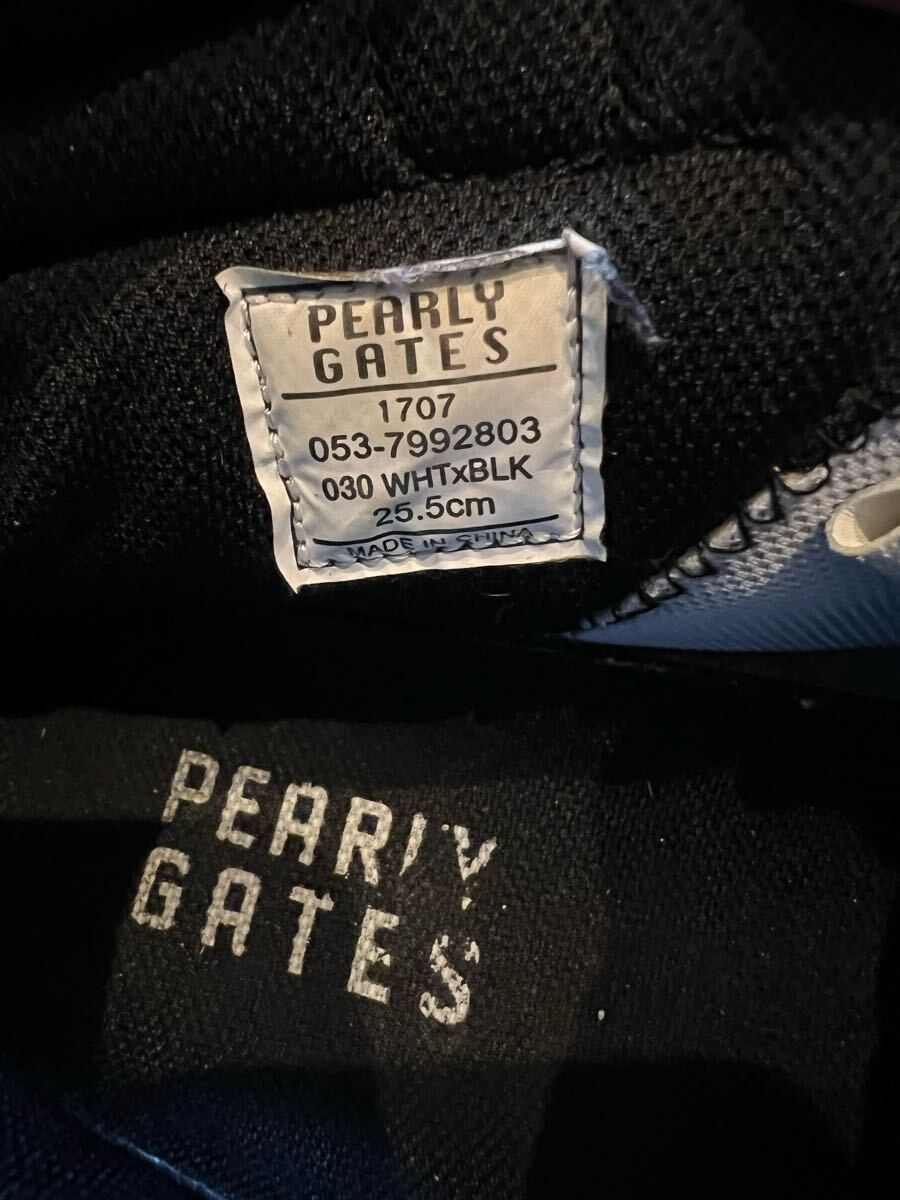 PEARLY
GATES
1707
053-7992803
030 WHTxBLK
25.5cm
MADE IN CHINA
PEARLY
GATES